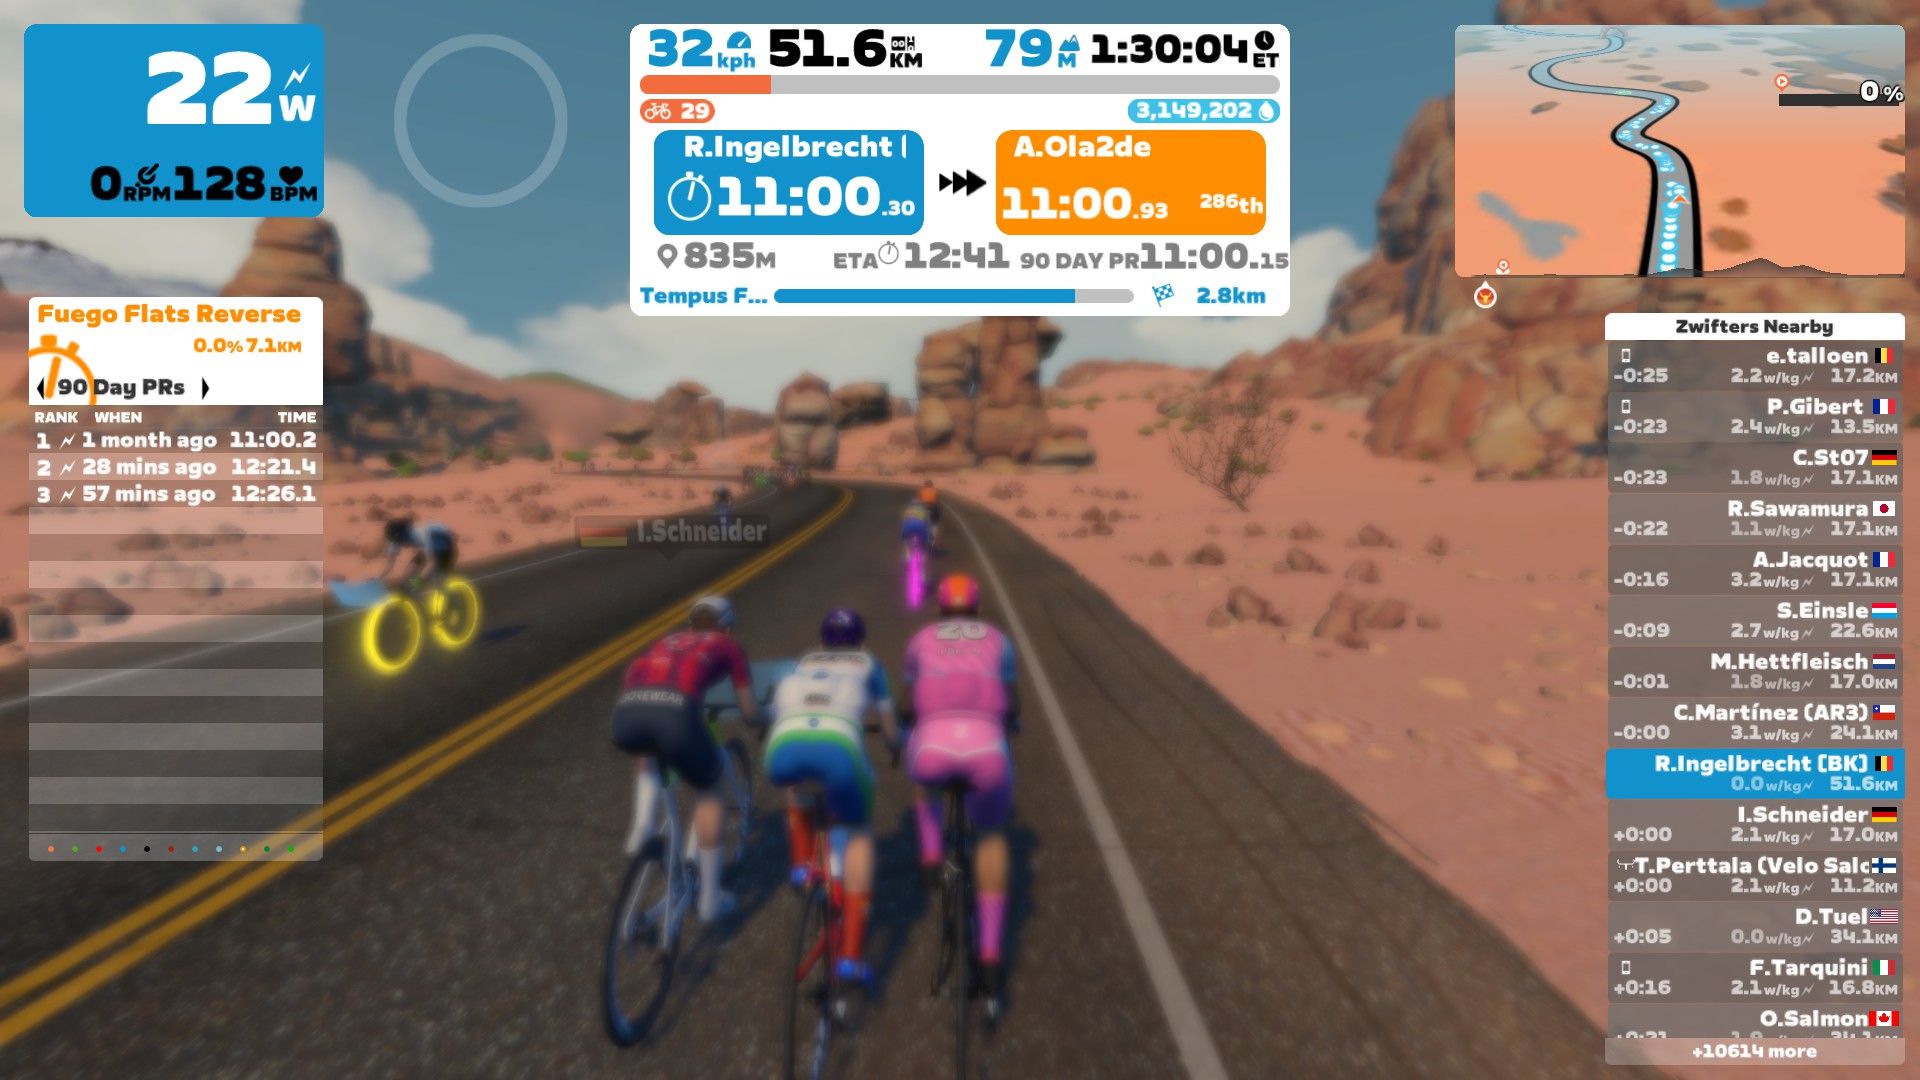 22 W
0 RPM 128 BPM
32 kph 51.6 KM 79 M 1:30:04 ET
29 3,149,202
R.Ingelbrecht |
11:00.30
A.Ola2de
11:00.93 286th
835M ETA 12:41 90 DAY PR 11:00.15
Tempus F... 2.8km
0%
Fuego Flats Reverse
0.0% 7.1KM
90 Day PRs
RANK WHEN TIME
1 1 month ago 11:00.2
2 28 mins ago 12:21.4
3 57 mins ago 12:26.1
I.Schneider
20
GOREWEAR
Zwifters Nearby
e.talloen
-0:25 2.2w/kg 17.2KM
P.Gibert
-0:23 2.4w/kg 13.5KM
C.St07
-0:23 1.8w/kg 17.1KM
R.Sawamura
-0:22 1.1w/kg 17.1KM
A.Jacquot
-0:16 3.2w/kg 17.1KM
S.Einsle
-0:09 2.7w/kg 22.6KM
M.Hettfleisch
-0:01 1.8w/kg 17.0KM
C.Martínez (AR3)
-0:00 3.1w/kg 24.1KM
R.Ingelbrecht (BK)
0.0w/kg 51.6KM
I.Schneider
+0:00 2.1w/kg 17.0KM
T.Perttala (Velo Salc
+0:00 2.1w/kg 11.2KM
D.Tuel
+0:05 0.0w/kg 34.1KM
F.Tarquini
+0:16 2.1w/kg 16.8KM
O.Salmon
+10614 more